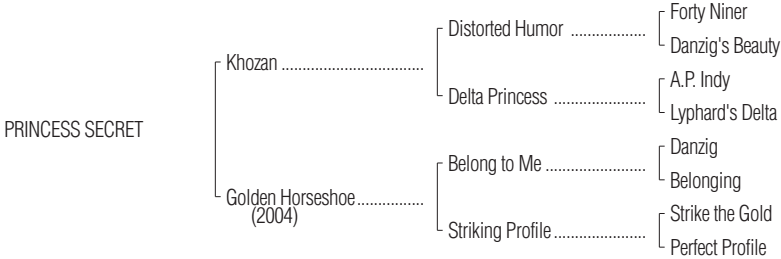 Forty Niner
Distorted Humor ..................
Danzig's Beauty
Khozan .................................
A.P. Indy
Delta Princess ......................
Lyphard's Delta
PRINCESS SECRET
Danzig
Belong to Me ........................
Belonging
Golden Horseshoe................
(2004)
Strike the Gold
Striking Profile......................
Perfect Profile